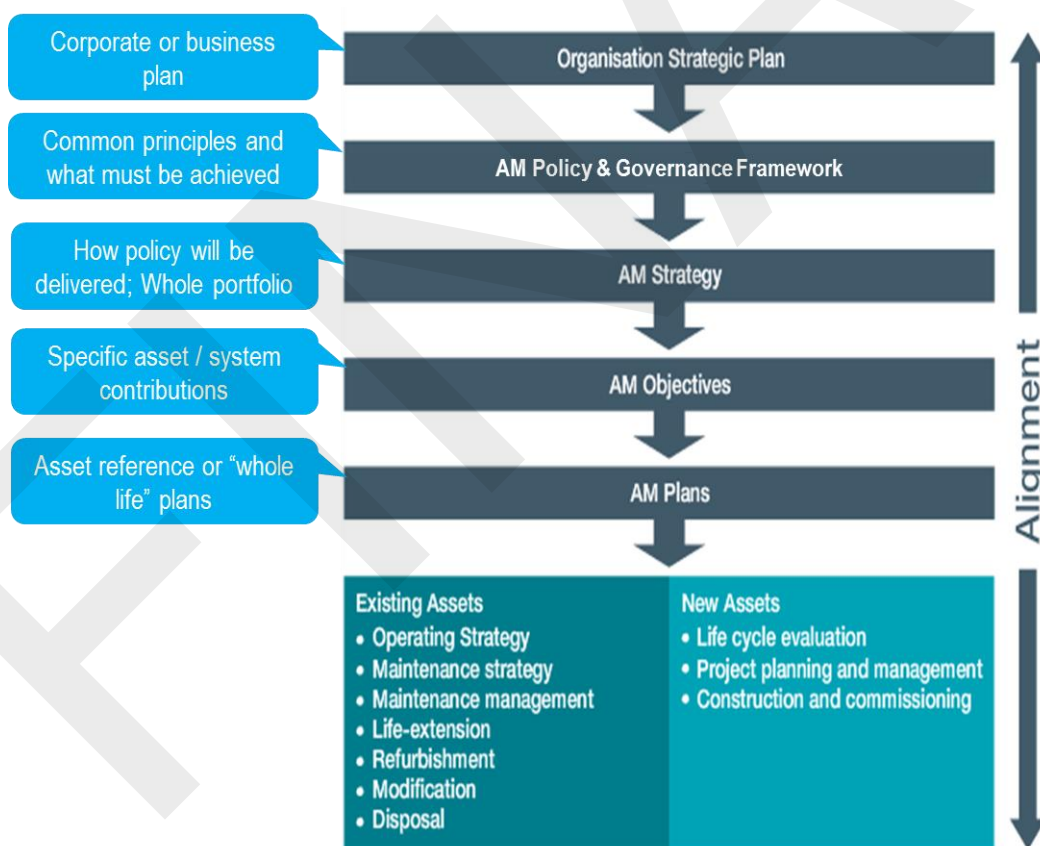 Corporate or business
plan
Organisation Strategic Plan
Common principles and
what must be achieved
AM Policy & Governance Framework
How policy will be
delivered; Whole portfolio
AM Strategy
Specific asset / system
contributions
AM Objectives
Asset reference or “whole
life” plans
AM Plans
Alignment
Existing Assets
• Operating Strategy
• Maintenance strategy
• Maintenance management
• Life-extension
• Refurbishment
• Modification
• Disposal
New Assets
• Life cycle evaluation
• Project planning and management
• Construction and commissioning